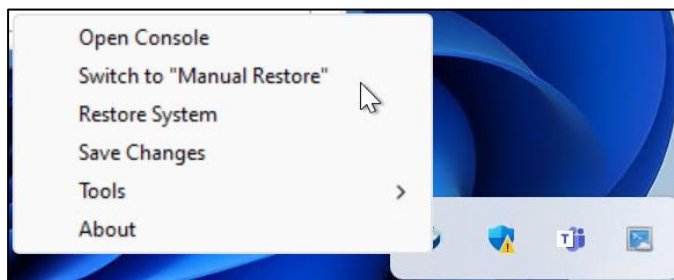 Open Console
Switch to "Manual Restore"
Restore System
Save Changes
Tools
About